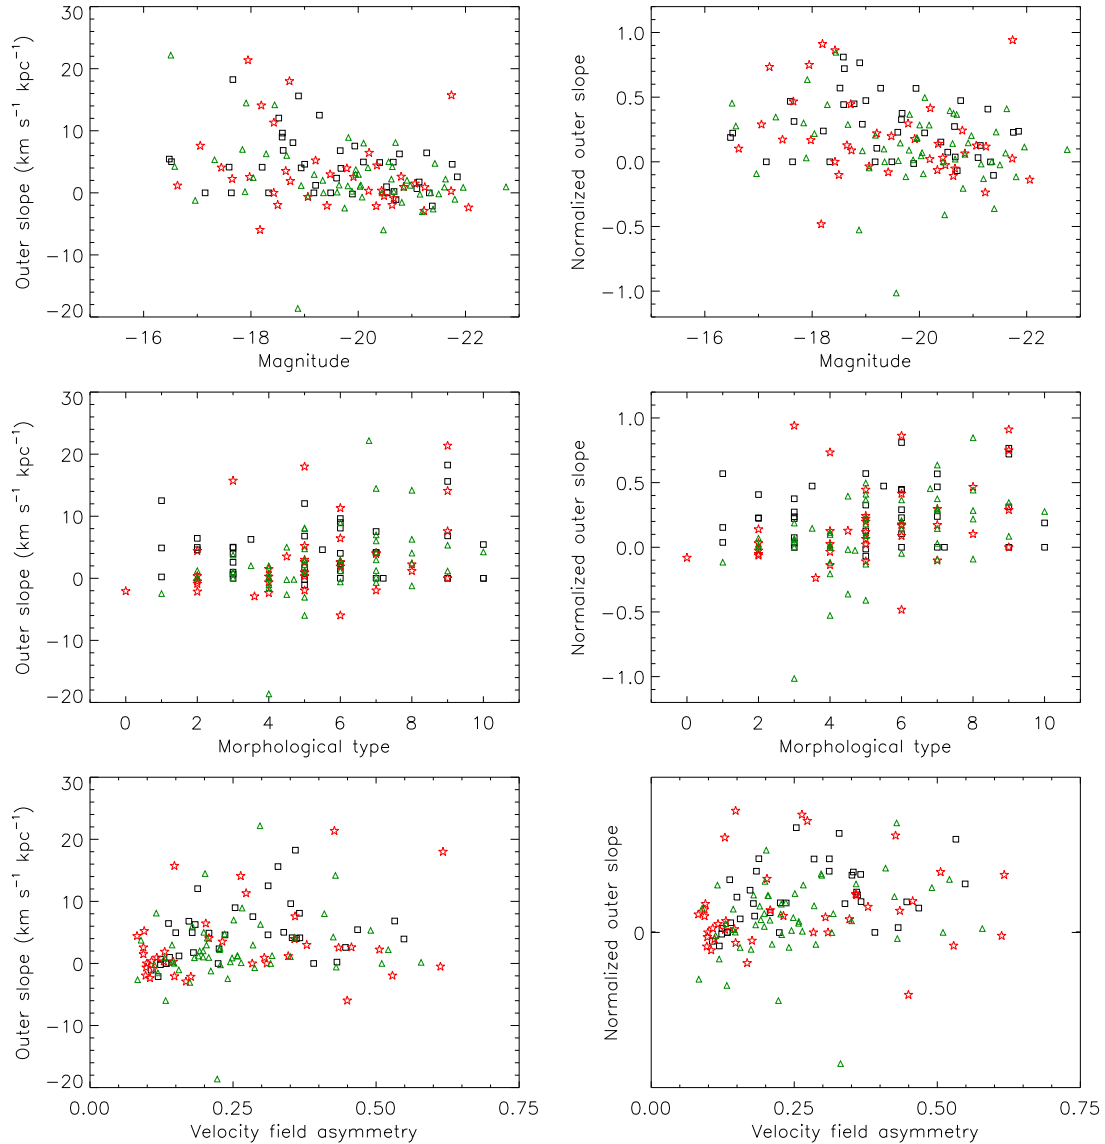 30
20
10
0
−10
−20
Outer slope (km s⁻¹ kpc⁻¹)
−16 −18 −20 −22
Magnitude
1.0
0.5
0.0
−0.5
−1.0
Normalized outer slope
−16 −18 −20 −22
Magnitude
30
20
10
0
−10
−20
Outer slope (km s⁻¹ kpc⁻¹)
0 2 4 6 8 10
Morphological type
1.0
0.5
0.0
−0.5
−1.0
Normalized outer slope
0 2 4 6 8 10
Morphological type
30
20
10
0
−10
−20
Outer slope (km s⁻¹ kpc⁻¹)
0.00 0.25 0.50 0.75
Velocity field asymmetry
0
Normalized outer slope
0.00 0.25 0.50 0.75
Velocity field asymmetry